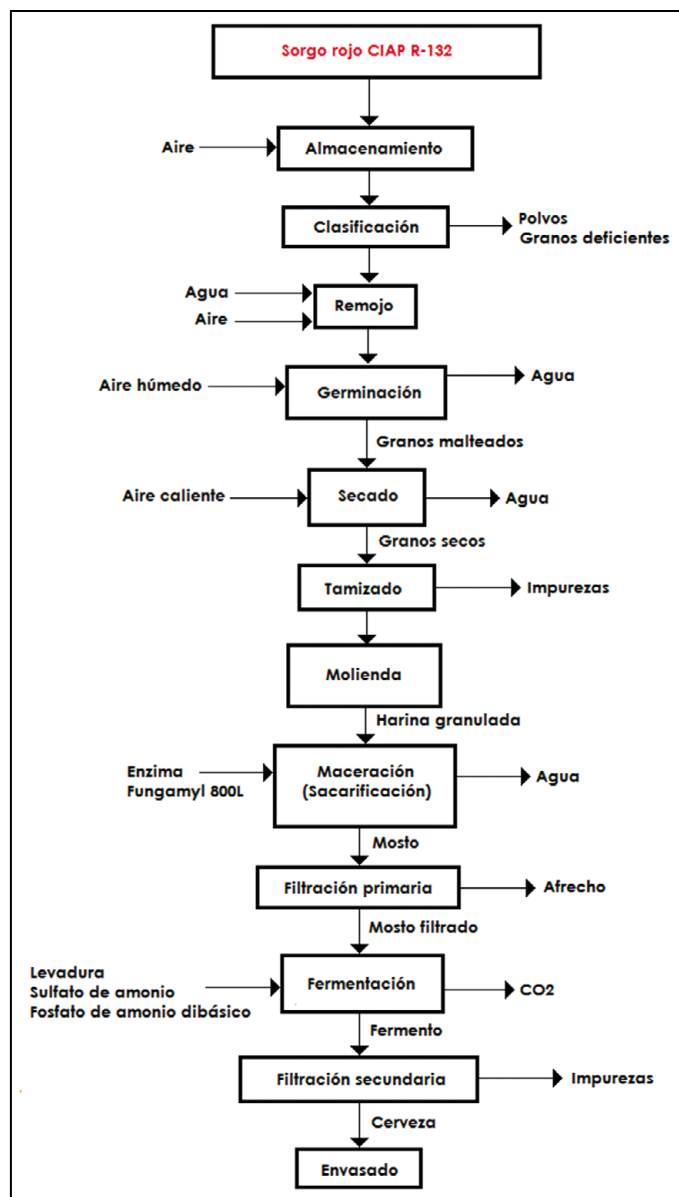 Sorgo rojo CIAP R-132
Aire
Almacenamiento
Clasificación
Polvos
Granos deficientes
Agua
Aire
Remojo
Aire húmedo
Germinación
Agua
Granos malteados
Aire caliente
Secado
Agua
Granos secos
Tamizado
Impurezas
Molienda
Harina granulada
Enzima
Fungamyl 800L
Maceración
(Sacarificación)
Agua
Mosto
Filtración primaria
Afrecho
Mosto filtrado
Levadura
Sulfato de amonio
Fosfato de amonio dibásico
Fermentación
CO2
Fermento
Filtración secundaria
Impurezas
Cerveza
Envasado